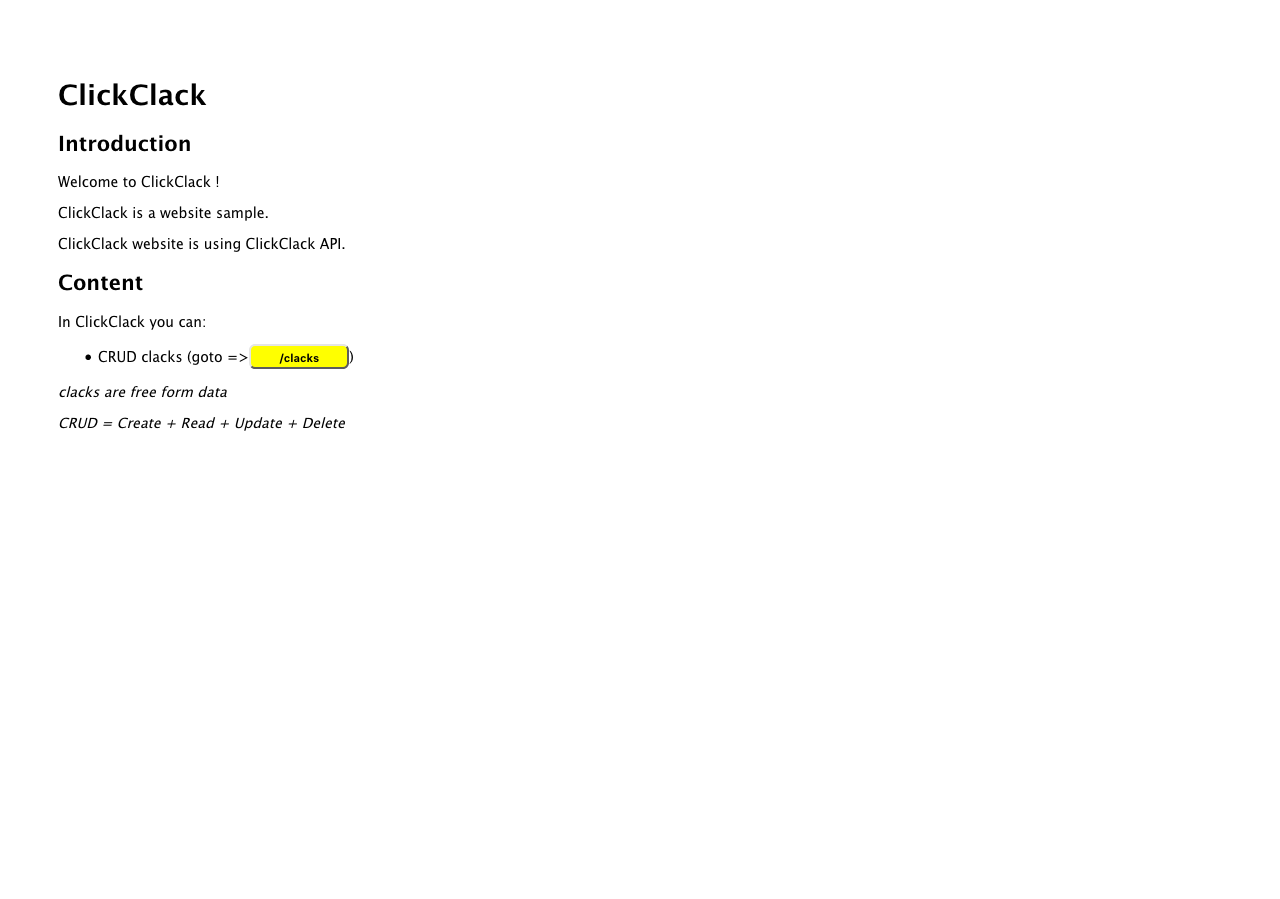 ClickClack
Introduction
Welcome to ClickClack !
ClickClack is a website sample.
ClickClack website is using ClickClack API.
Content
In ClickClack you can:
• CRUD clacks (goto => /clacks )
clacks are free form data
CRUD = Create + Read + Update + Delete